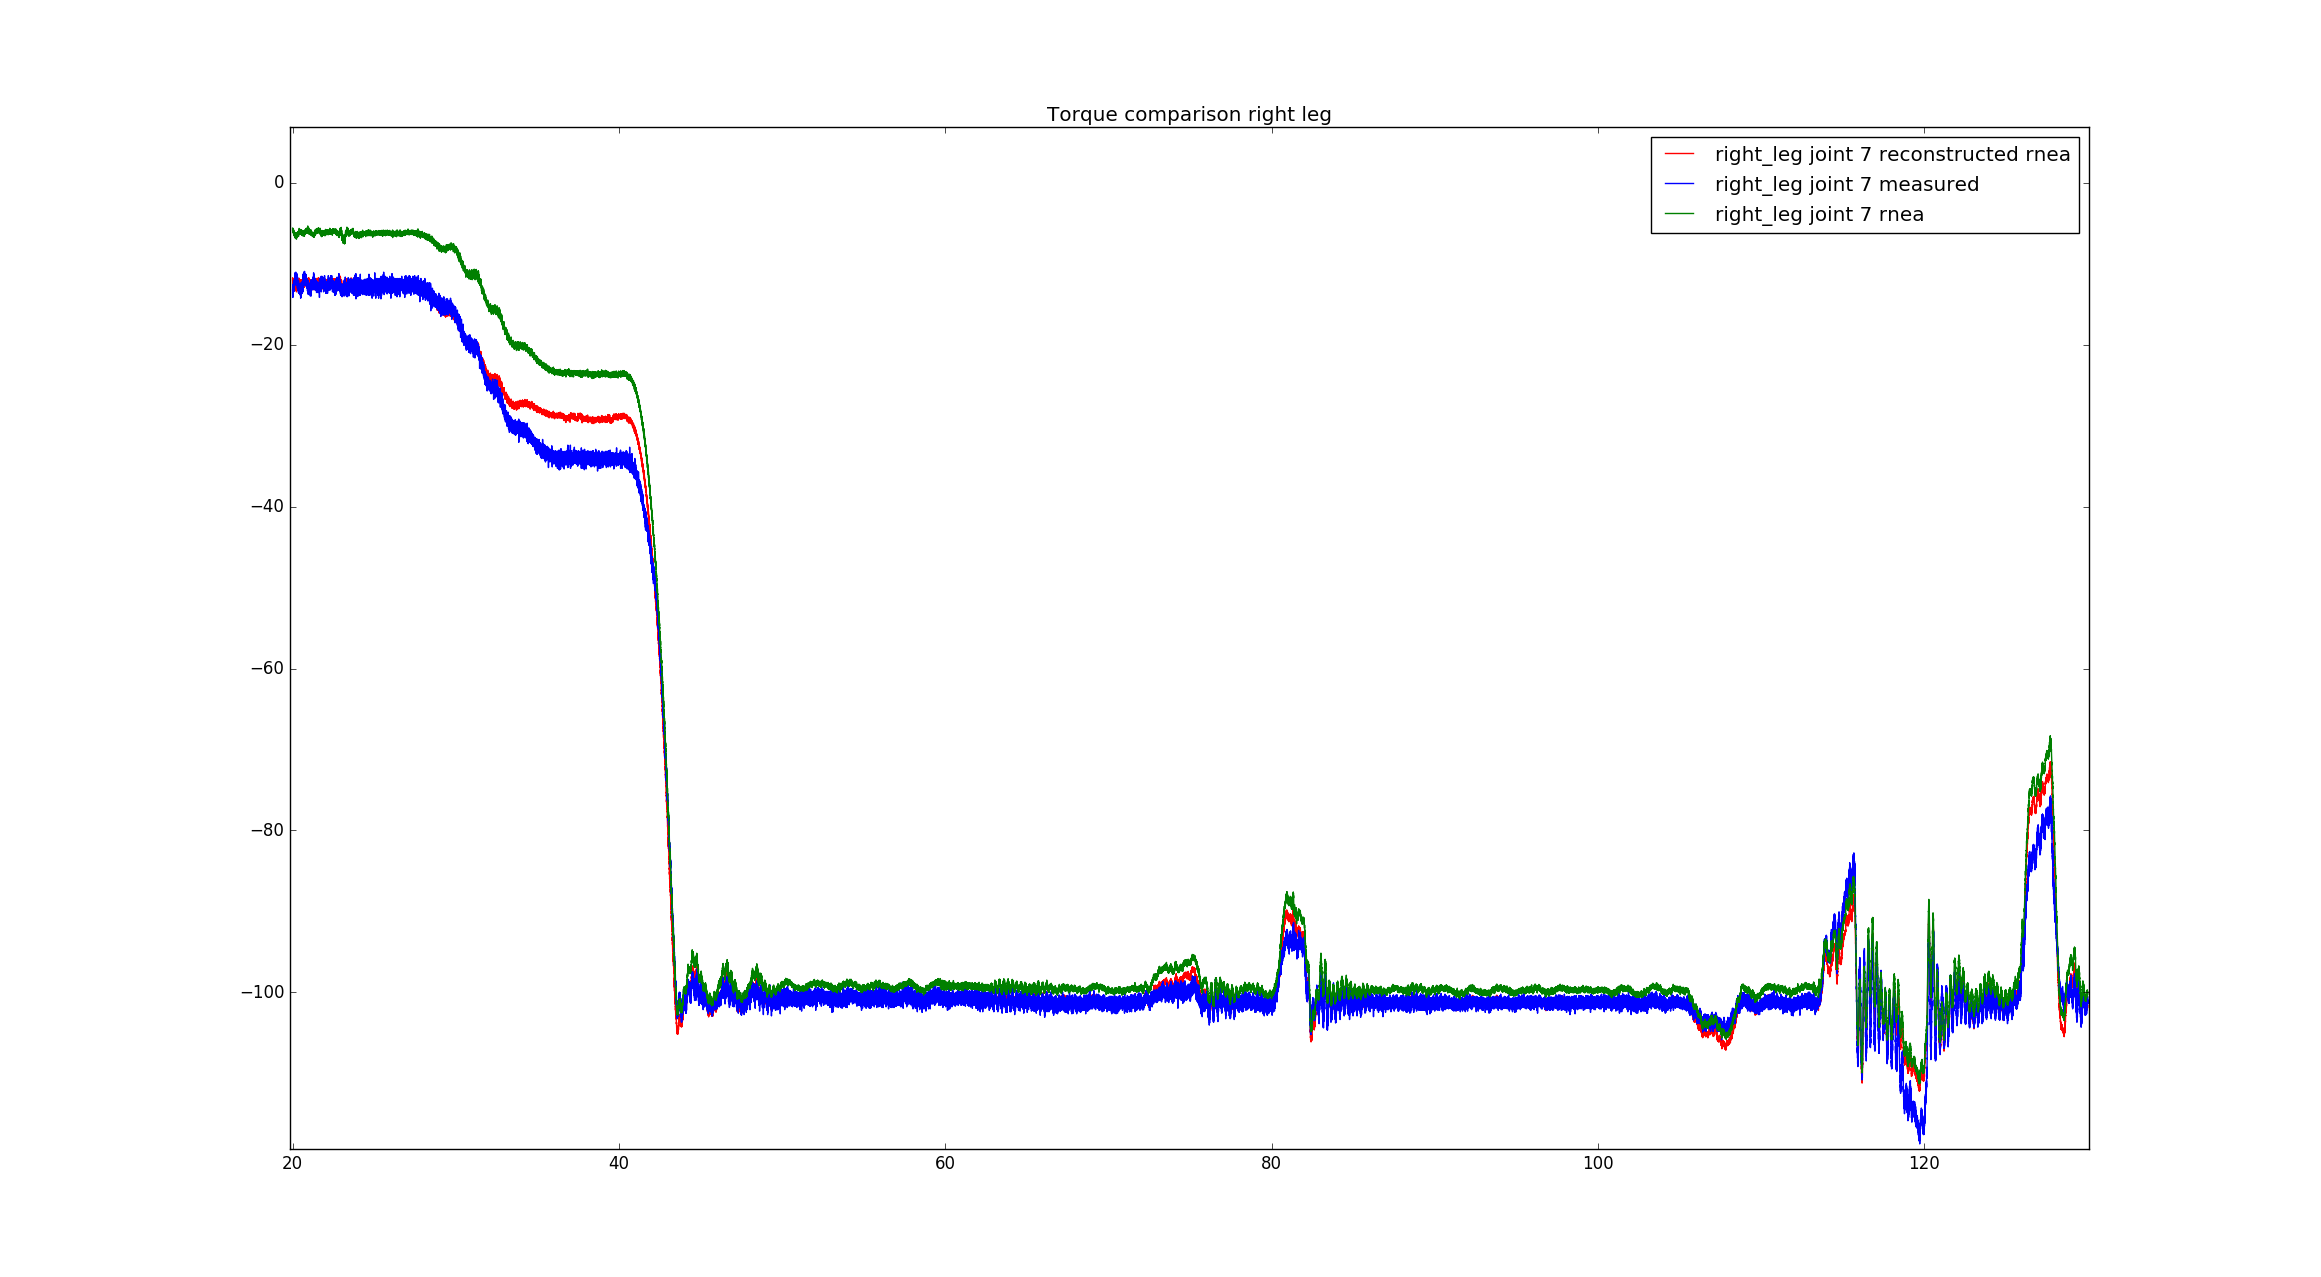 Torque comparison right leg
right_leg joint 7 reconstructed rnea
right_leg joint 7 measured
right_leg joint 7 rnea
0
−20
−40
−60
−80
−100
20 40 60 80 100 120